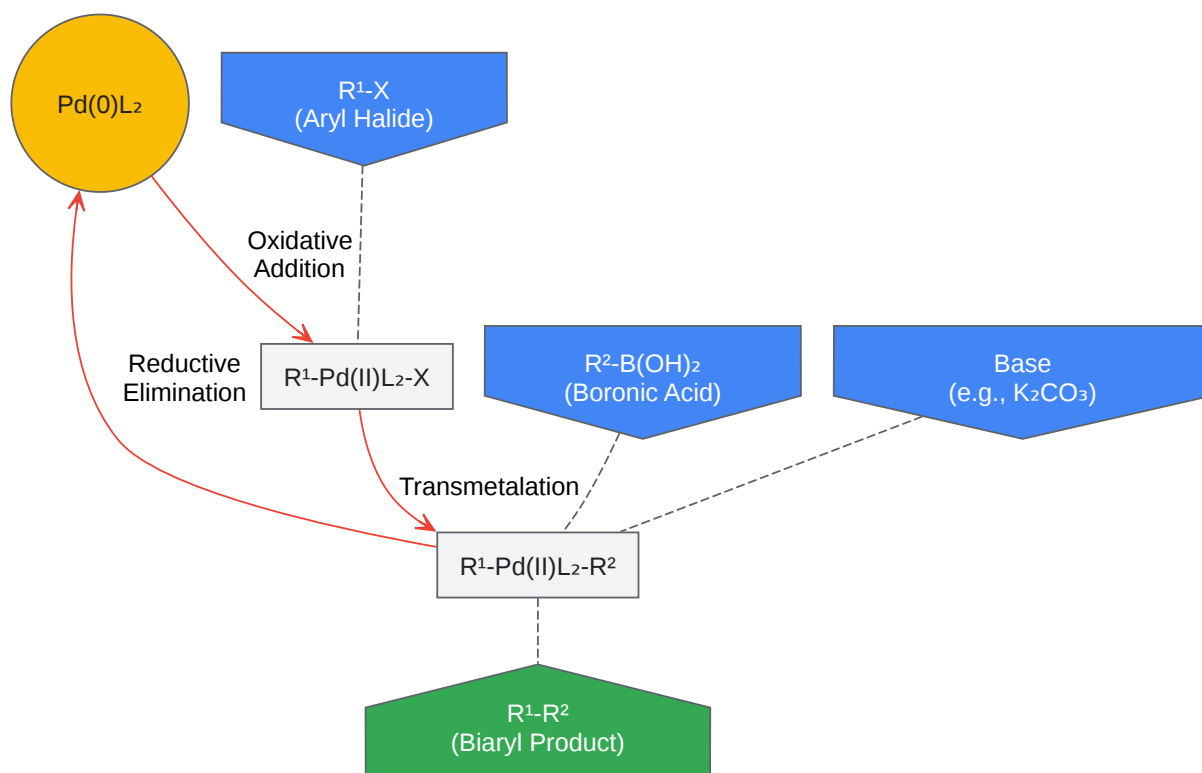 Pd(0)L₂
R¹-X
(Aryl Halide)
Oxidative
Addition
Reductive
Elimination
R¹-Pd(II)L₂-X
R²-B(OH)₂
(Boronic Acid)
Base
(e.g., K₂CO₃)
Transmetalation
R¹-Pd(II)L₂-R²
R¹-R²
(Biaryl Product)